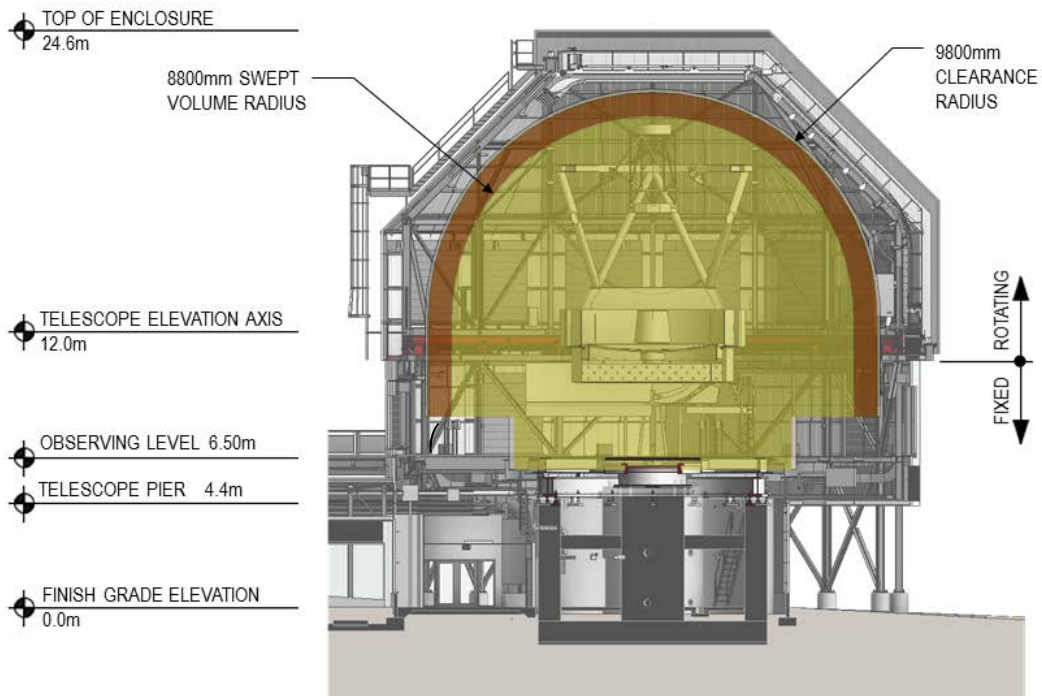 TOP OF ENCLOSURE
24.6m
8800mm SWEPT
VOLUME RADIUS
9800mm
CLEARANCE
RADIUS
TELESCOPE ELEVATION AXIS
12.0m
ROTATING
FIXED
OBSERVING LEVEL 6.50m
TELESCOPE PIER 4.4m
FINISH GRADE ELEVATION
0.0m